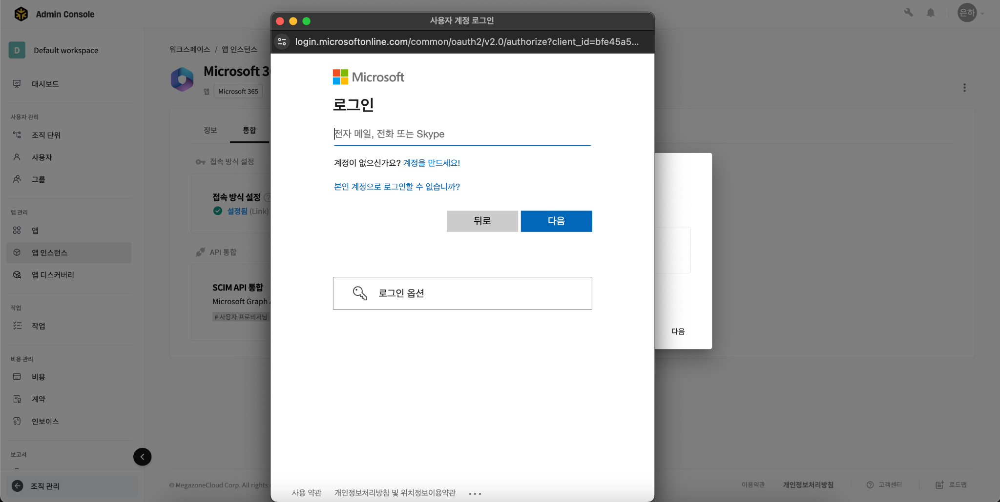 Admin Console
은하
D
Default workspace
대시보드
사용자 관리
조직 단위
사용자
그룹
앱 관리
앱
앱 인스턴스
앱 디스커버리
작업
작업
비용 관리
비용
계약
인보이스
보고서
조직 관리
워크스페이스 / 앱 인스턴스
Microsoft 36
앱 Microsoft 365
정보 통합
접속 방식 설정
접속 방식 설정
설정됨 (Link)
API 통합
SCIM API 통합
Microsoft Graph
# 사용자 프로비저닝
© MegazoneCloud Corp. All rights
사용자 계정 로그인
login.microsoftonline.com/common/oauth2/v2.0/authorize?client_id=bfe45a5...
Microsoft
로그인
전자 메일, 전화 또는 Skype
계정이 없으신가요? 계정을 만드세요!
본인 계정으로 로그인할 수 없습니까?
뒤로 다음
로그인 옵션
사용 약관 개인정보처리방침 및 위치정보이용약관 ...
다음
이용약관 개인정보처리방침 고객센터 로드맵